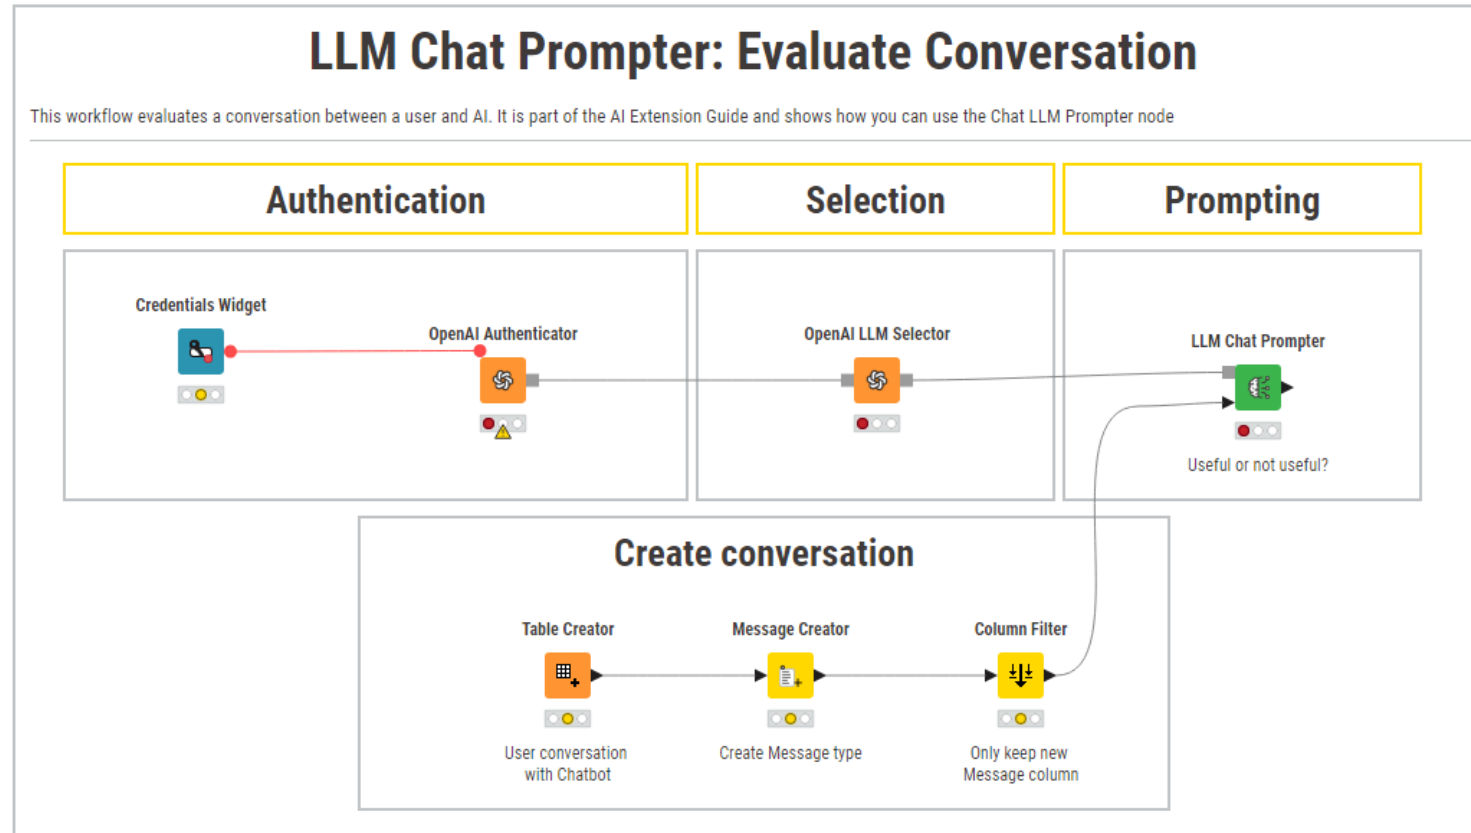 LLM Chat Prompter: Evaluate Conversation
This workflow evaluates a conversation between a user and AI. It is part of the AI Extension Guide and shows how you can use the Chat LLM Prompter node
Authentication
Selection
Prompting
Credentials Widget
OpenAI Authenticator
OpenAI LLM Selector
LLM Chat Prompter
Useful or not useful?
Create conversation
Table Creator
Message Creator
Column Filter
User conversation
with Chatbot
Create Message type
Only keep new
Message column